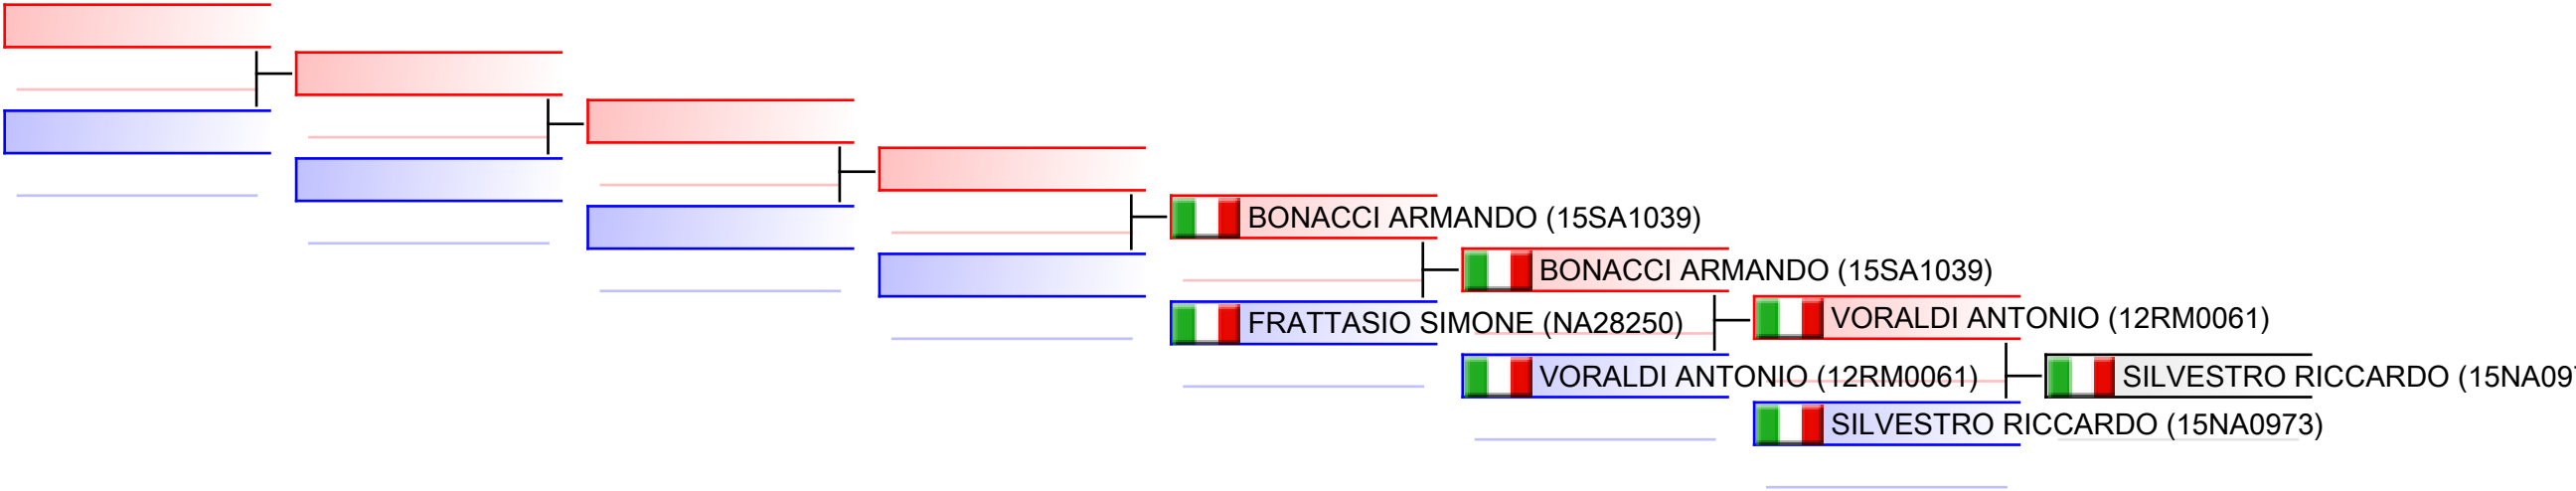 BONACCI ARMANDO (15SA1039)
BONACCI ARMANDO (15SA1039)
FRATTASIO SIMONE (NA28250)
VORALDI ANTONIO (12RM0061)
VORALDI ANTONIO (12RM0061)
SILVESTRO RICCARDO (15NA097
SILVESTRO RICCARDO (15NA0973)